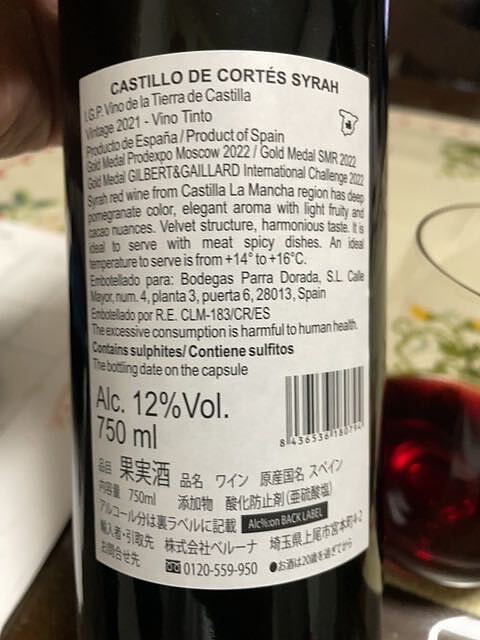 CASTILLO DE CORTÉS SYRAH
I.G.P. Vino de la Tierra de Castilla
Vintage 2021 - Vino Tinto
Producto de España / Product of Spain
Gold Medal Prodexpo Moscow 2022 / Gold Medal SMR 2022
Gold Medal GILBERT&GAILLARD International Challenge 2022
Syrah red wine from Castilla La Mancha region has deep
pomegranate color, elegant aroma with light fruity and
cacao nuances. Velvet structure, harmonious taste. It is
ideal to serve with meat spicy dishes. An ideal
temperature to serve is from +14° to +16°C.
Embotellado para: Bodegas Parra Dorada, S.L. Calle
Mayor, num. 4, planta 3, puerta 6, 28013, Spain
Embotellado por R.E. CLM-183/CR/ES
The excessive consumption is harmful to human health.
Contains sulphites/ Contiene sulfitos
The bottling date on the capsule
Alc. 12%Vol.
750 ml
8 436536 180794
品目 果実酒 品名 ワイン 原産国名 スペイン
内容量 750ml 添加物 酸化防止剤(亜硫酸塩)
アルコール分は裏ラベルに記載 Alc%:on BACK LABEL
輸入者・引取先 株式会社ベルーナ 埼玉県上尾市宮本町4-2
お問合せ先 0120-559-950 ●お酒は20歳を過ぎてから